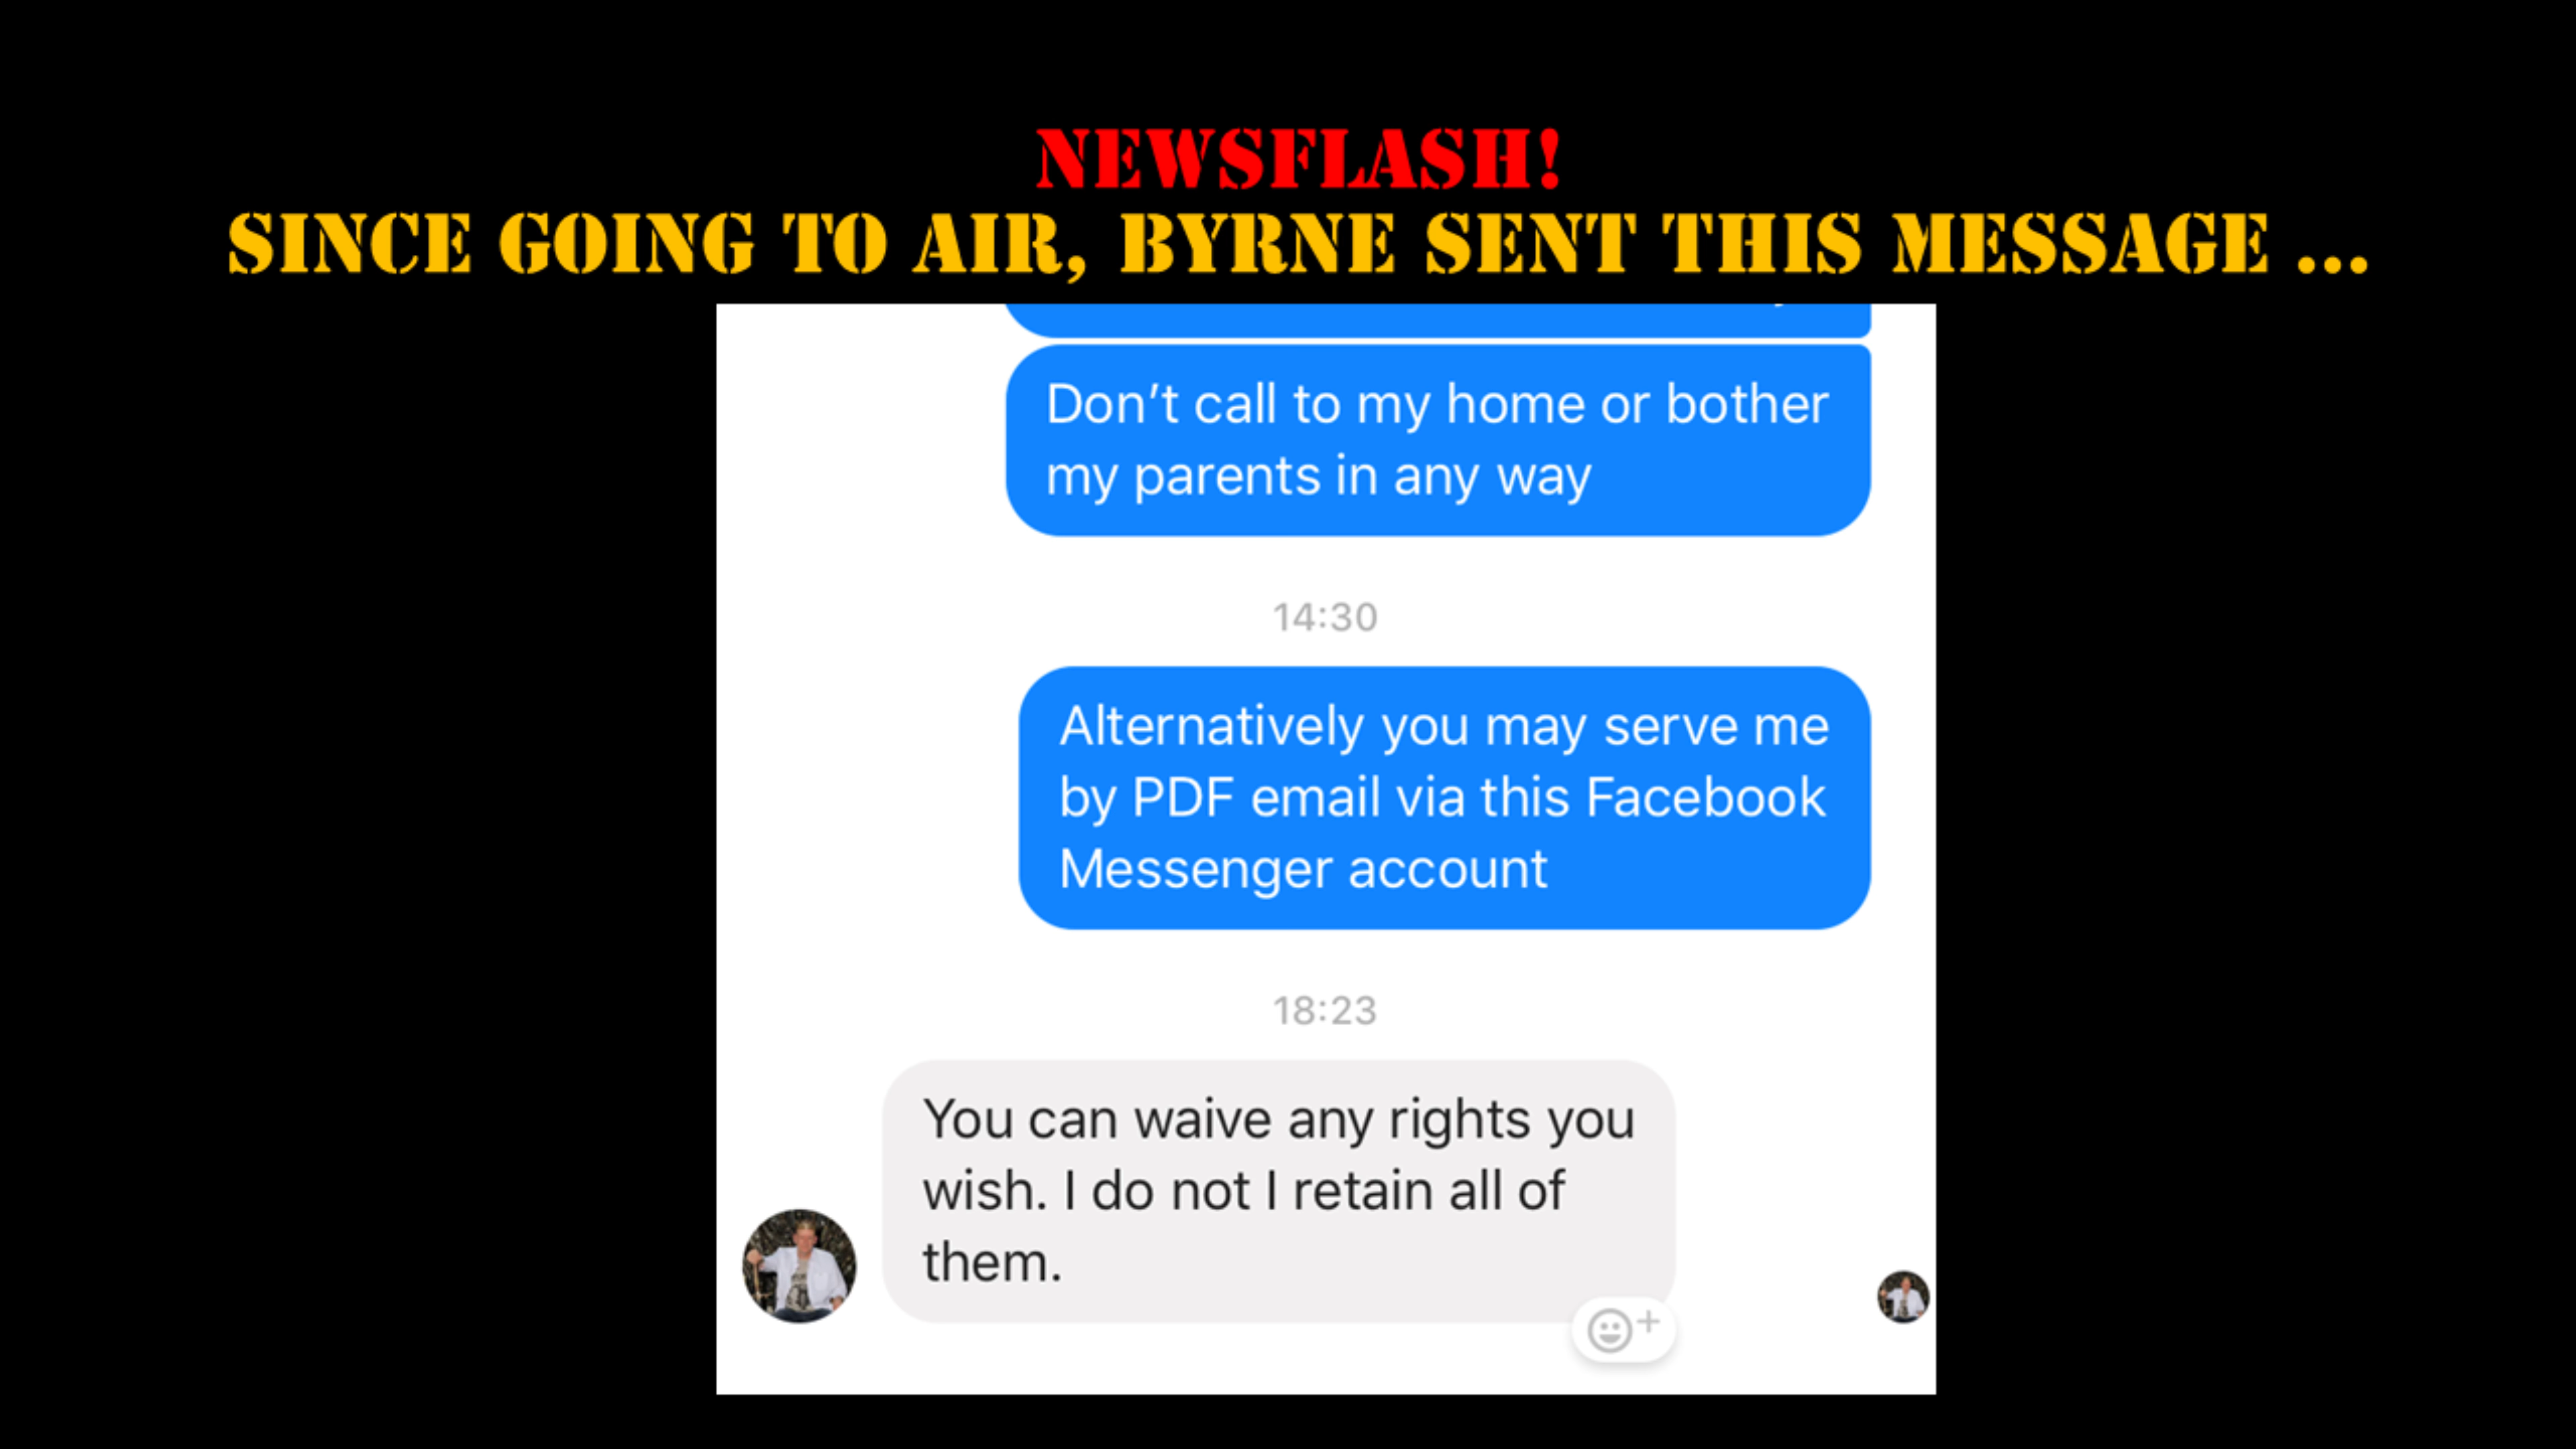 NEWSFLASH!
SINCE GOING TO AIR, BYRNE SENT THIS MESSAGE ...
Don't call to my home or bother
my parents in any way
14:30
Alternatively you may serve me
by PDF email via this Facebook
Messenger account
18:23
You can waive any rights you
wish. I do not I retain all of
them.